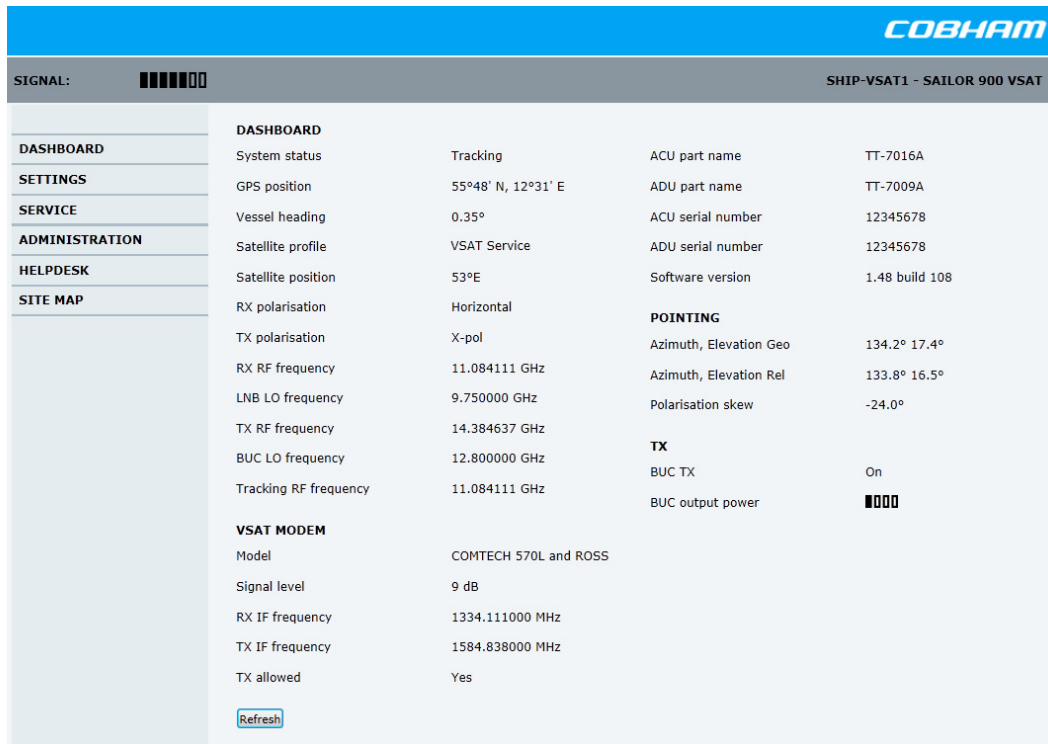 COBHAM
SIGNAL:
SHIP-VSAT1 - SAILOR 900 VSAT
DASHBOARD
SETTINGS
SERVICE
ADMINISTRATION
HELPDESK
SITE MAP
DASHBOARD
System status Tracking
GPS position 55°48' N, 12°31' E
Vessel heading 0.35°
Satellite profile VSAT Service
Satellite position 53°E
RX polarisation Horizontal
TX polarisation X-pol
RX RF frequency 11.084111 GHz
LNB LO frequency 9.750000 GHz
TX RF frequency 14.384637 GHz
BUC LO frequency 12.800000 GHz
Tracking RF frequency 11.084111 GHz
VSAT MODEM
Model COMTECH 570L and ROSS
Signal level 9 dB
RX IF frequency 1334.111000 MHz
TX IF frequency 1584.838000 MHz
TX allowed Yes
Refresh
ACU part name TT-7016A
ADU part name TT-7009A
ACU serial number 12345678
ADU serial number 12345678
Software version 1.48 build 108
POINTING
Azimuth, Elevation Geo 134.2° 17.4°
Azimuth, Elevation Rel 133.8° 16.5°
Polarisation skew -24.0°
TX
BUC TX On
BUC output power